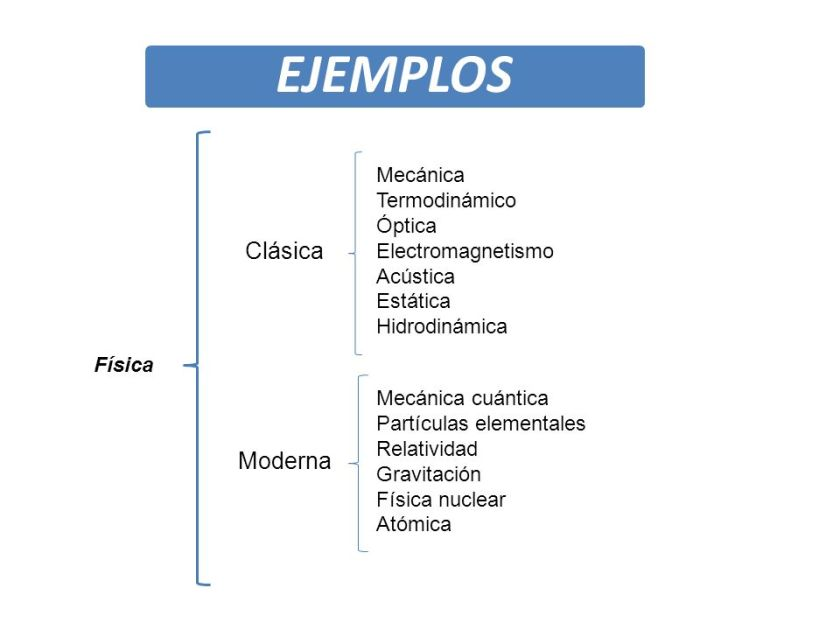 EJEMPLOS
Física
Clásica
Mecánica
Termodinámico
Óptica
Electromagnetismo
Acústica
Estática
Hidrodinámica
Moderna
Mecánica cuántica
Partículas elementales
Relatividad
Gravitación
Física nuclear
Atómica